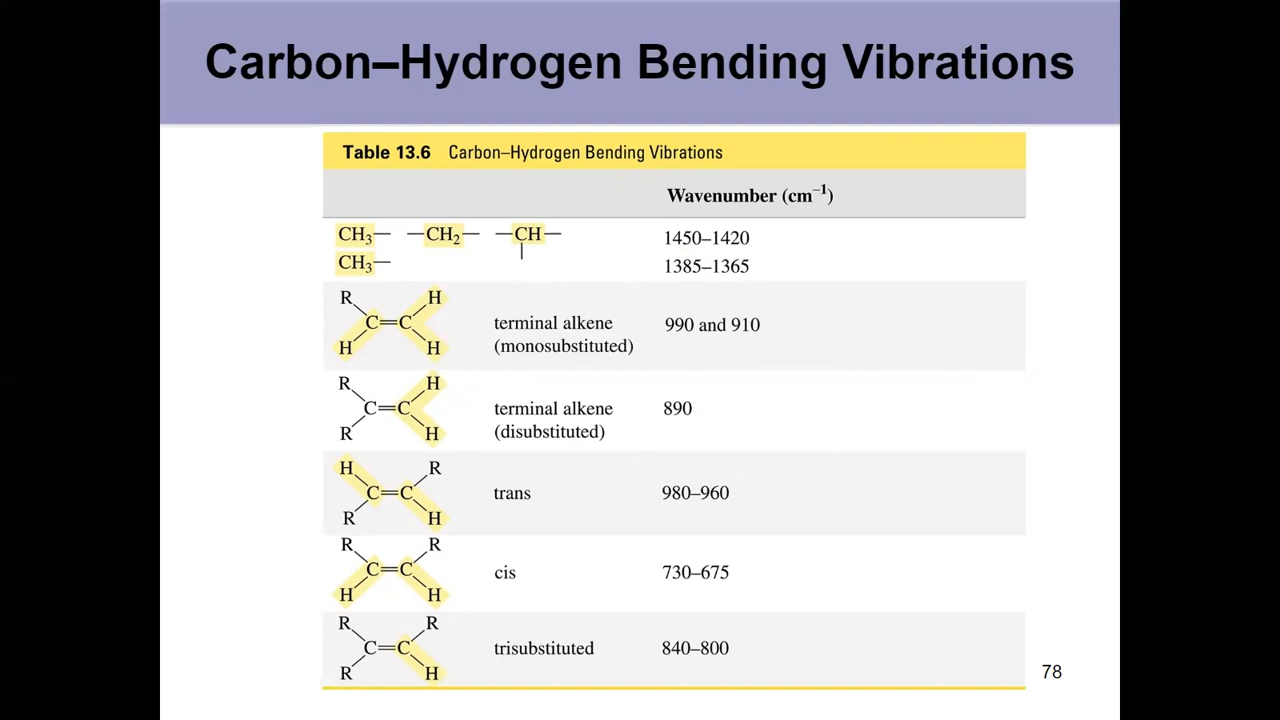 Carbon–Hydrogen Bending Vibrations
Table 13.6 Carbon–Hydrogen Bending Vibrations
Wavenumber (cm⁻¹)
CH₃— —CH₂— —CH— 1450–1420
CH₃— 1385–1365
R H
C=C terminal alkene 990 and 910
H H (monosubstituted)
R H
C=C terminal alkene 890
R H (disubstituted)
H R
C=C trans 980–960
R H
R R
C=C cis 730–675
H H
R R
C=C trisubstituted 840–800
R H
78